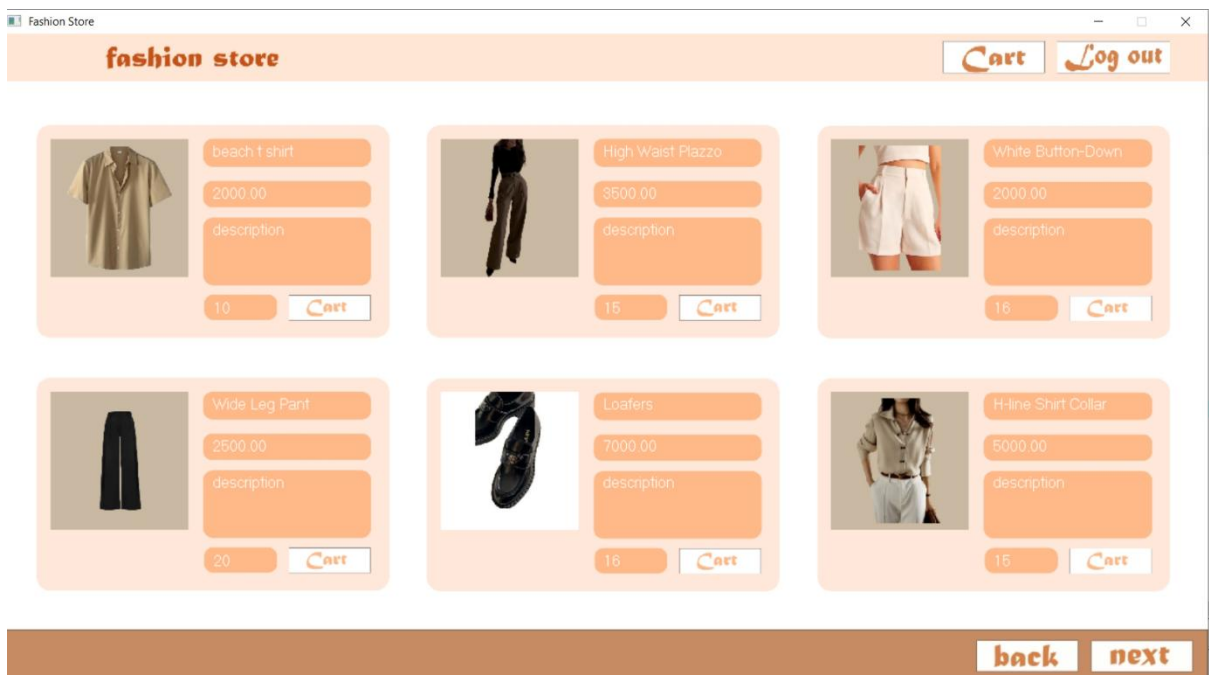 Fashion Store
fashion store
Cart
Log out
beach t shirt
2000.00
description
10
Cart
High Waist Plazzo
3500.00
description
15
Cart
White Button-Down
2000.00
description
16
Cart
Wide Leg Pant
2500.00
description
20
Cart
Loafers
7000.00
description
16
Cart
H-line Shirt Collar
5000.00
description
15
Cart
back
next